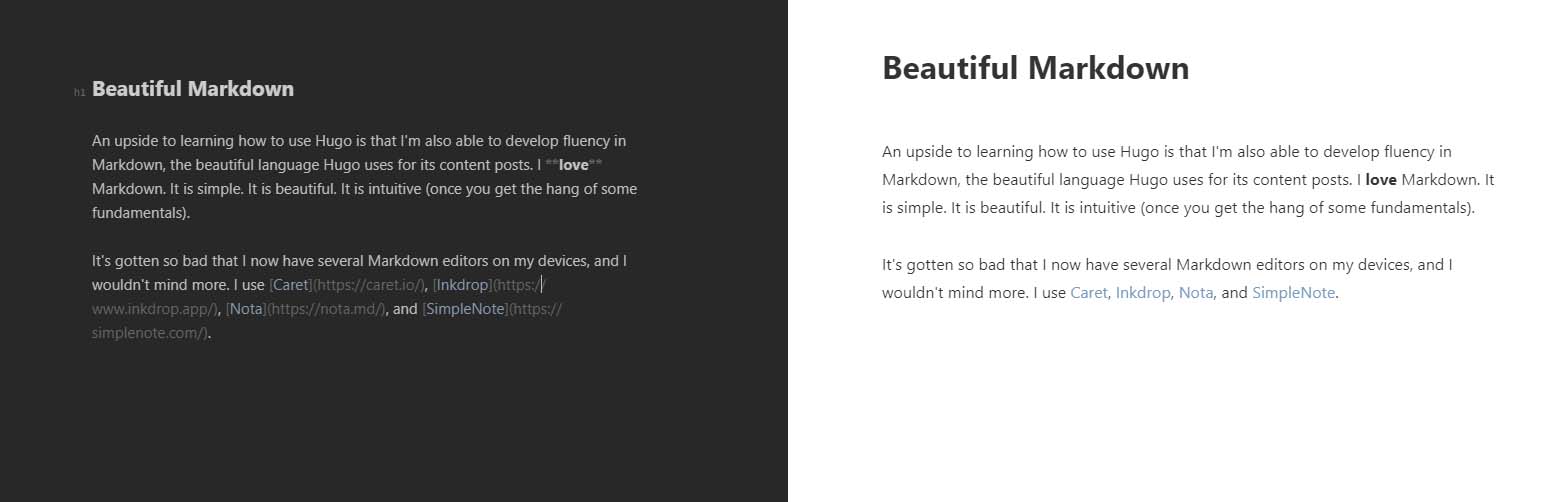 h1 Beautiful Markdown
An upside to learning how to use Hugo is that I'm also able to develop fluency in
Markdown, the beautiful language Hugo uses for its content posts. I **love**
Markdown. It is simple. It is beautiful. It is intuitive (once you get the hang of some
fundamentals).
It's gotten so bad that I now have several Markdown editors on my devices, and I
wouldn't mind more. I use [Caret](https://caret.io/), [Inkdrop](https://
www.inkdrop.app/), [Nota](https://nota.md/), and [SimpleNote](https://
simplenote.com/).
Beautiful Markdown
An upside to learning how to use Hugo is that I'm also able to develop fluency in
Markdown, the beautiful language Hugo uses for its content posts. I love Markdown. It
is simple. It is beautiful. It is intuitive (once you get the hang of some fundamentals).
It's gotten so bad that I now have several Markdown editors on my devices, and I
wouldn't mind more. I use Caret, Inkdrop, Nota, and SimpleNote.